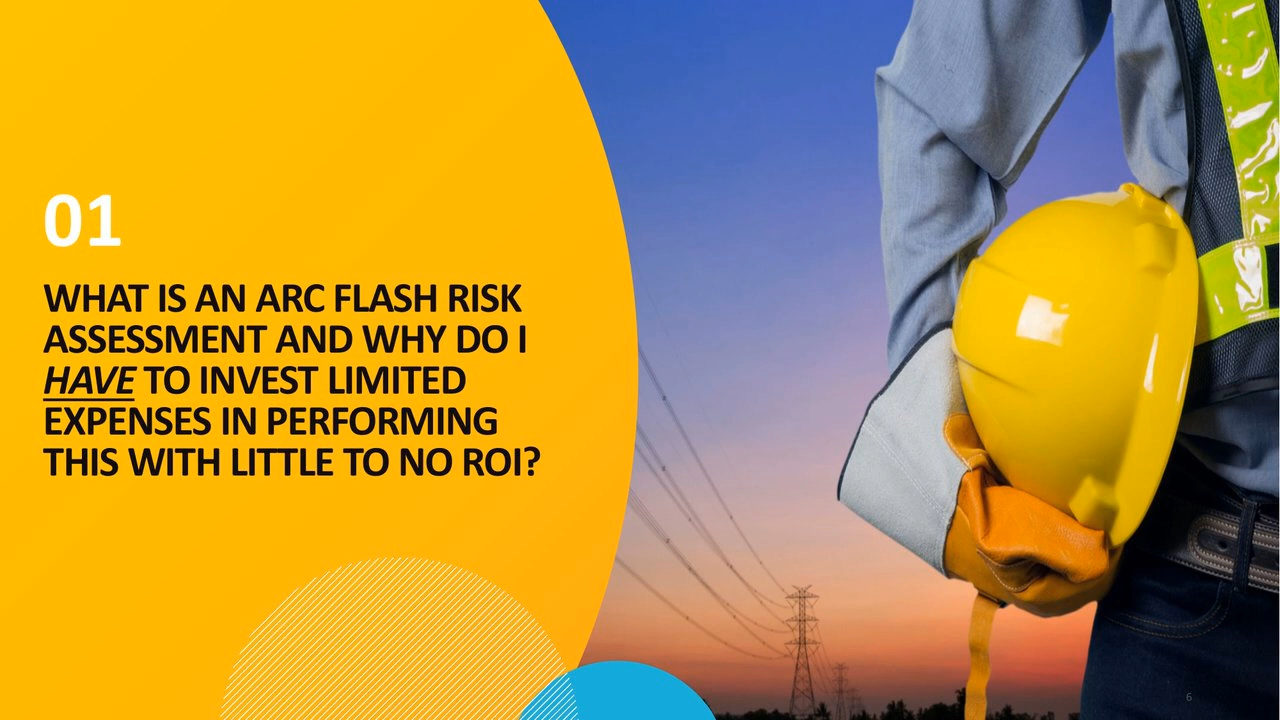 01
WHAT IS AN ARC FLASH RISK
ASSESSMENT AND WHY DO I
HAVE TO INVEST LIMITED
EXPENSES IN PERFORMING
THIS WITH LITTLE TO NO ROI?
6